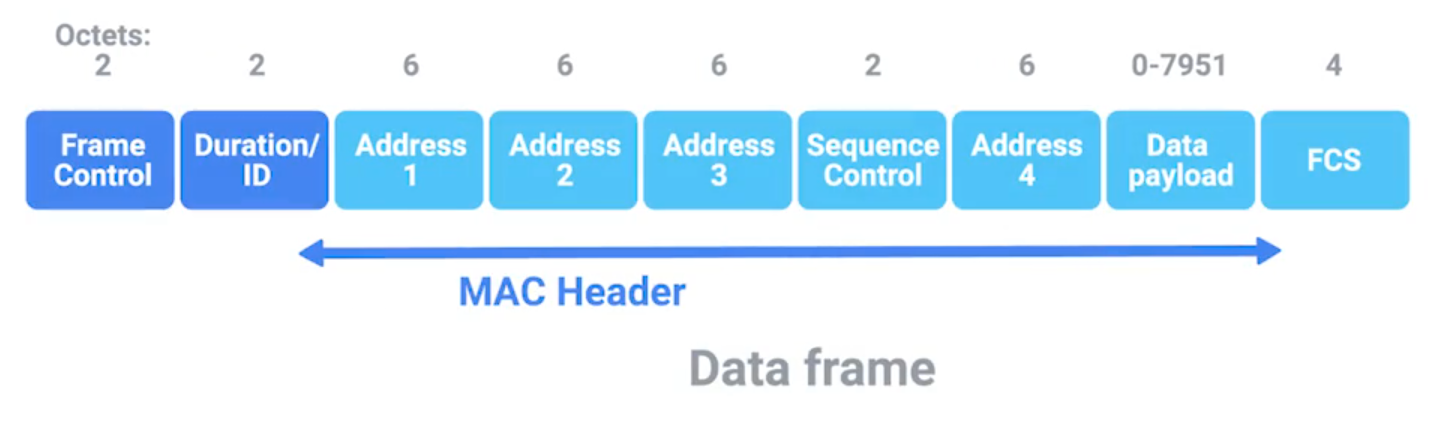 Octets:
2 2 6 6 6 2 6 0-7951 4
Frame Control
Duration/ ID
Address 1
Address 2
Address 3
Sequence Control
Address 4
Data payload
FCS
MAC Header
Data frame